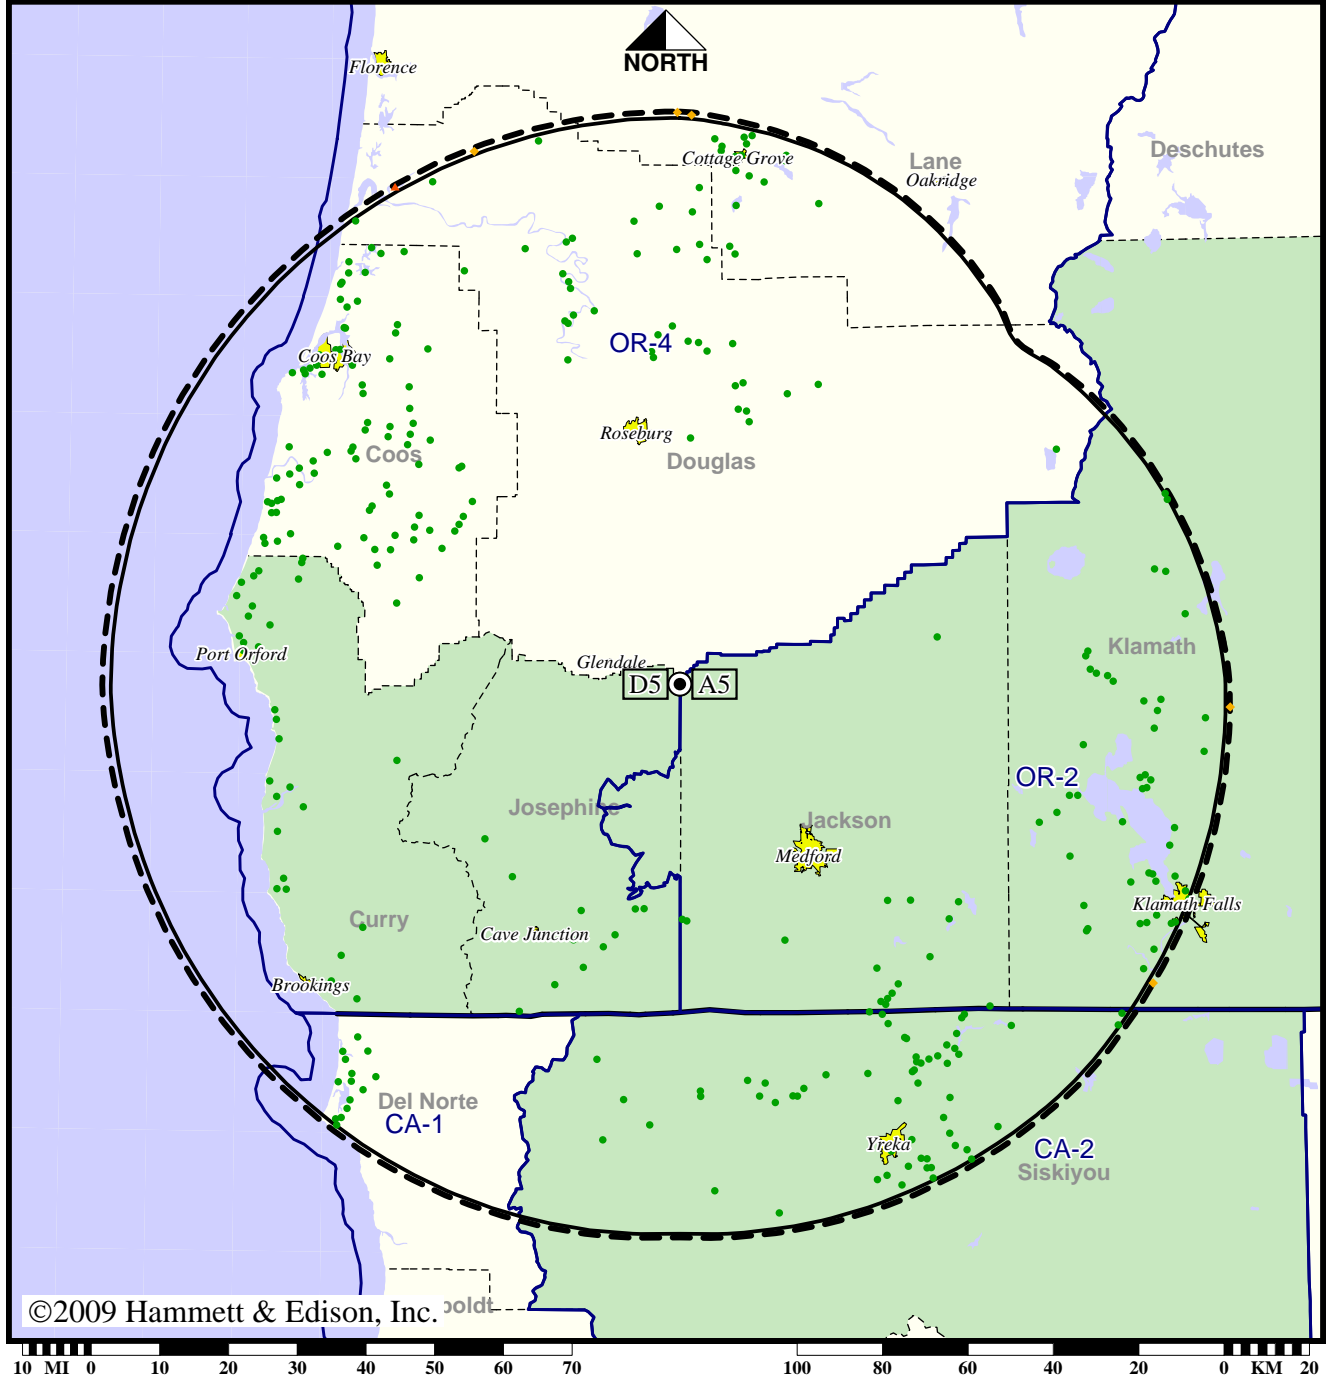 NORTH
Florence
Cottage Grove
Lane
Oakridge
Deschutes
Coos Bay
OR-4
Roseburg
Coos
Douglas
Klamath
Port Orford
Glendale
D5
A5
OR-2
Josephine
Jackson
Medford
Klamath Falls
Curry
Cave Junction
Brookings
Del Norte
CA-1
Yreka
CA-2
Siskiyou
©2009 Hammett & Edison, Inc.
boldt
10 MI 0 10 20 30 40 50 60 70 100 80 60 40 20 0 KM 20